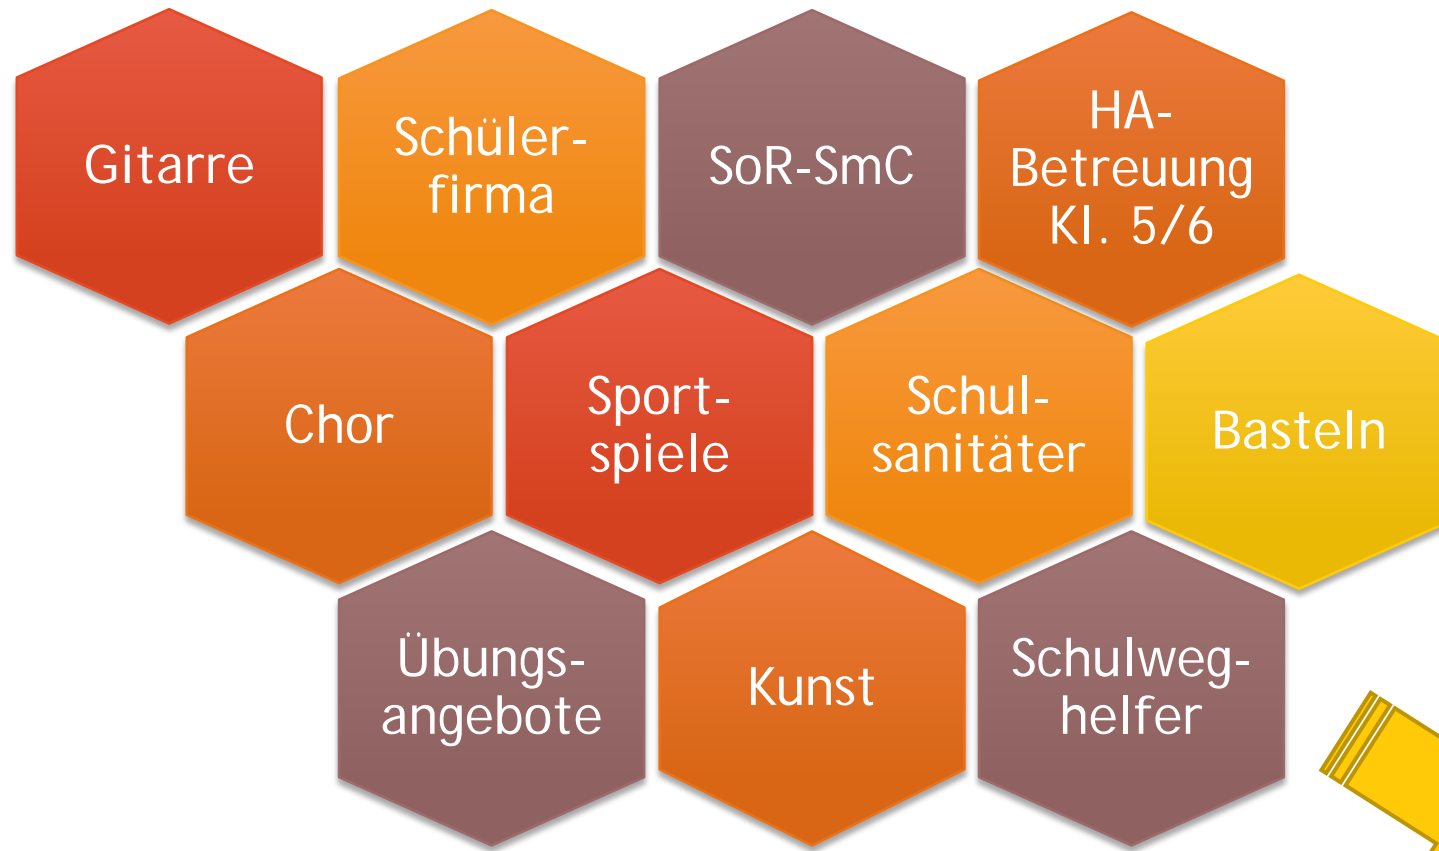 Gitarre
Schüler-
firma
SoR-SmC
HA-
Betreuung
Kl. 5/6
Chor
Sport-
spiele
Schul-
sanitäter
Basteln
Übungs-
angebote
Kunst
Schulweg-
helfer